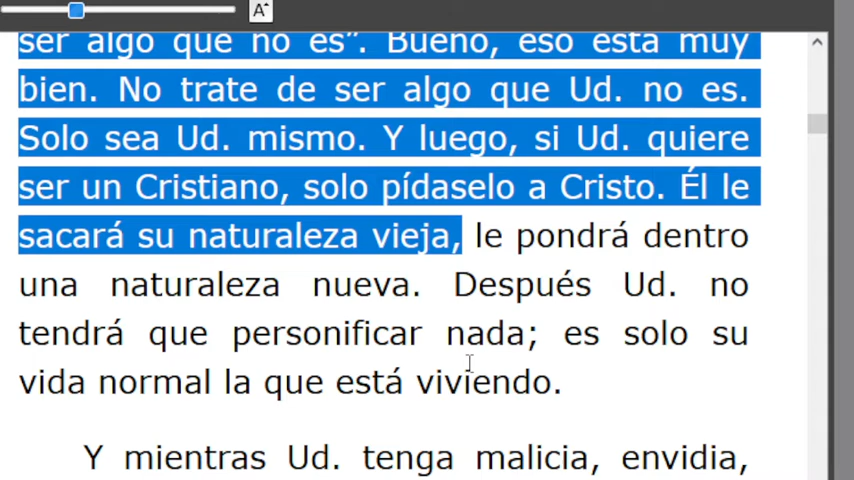 A
ser algo que no es”. Bueno, eso está muy
bien. No trate de ser algo que Ud. no es.
Solo sea Ud. mismo. Y luego, si Ud. quiere
ser un Cristiano, solo pídaselo a Cristo. Él le
sacará su naturaleza vieja, le pondrá dentro
una naturaleza nueva. Después Ud. no
tendrá que personificar nada; es solo su
vida normal la que está viviendo.
Y mientras Ud. tenga malicia, envidia,